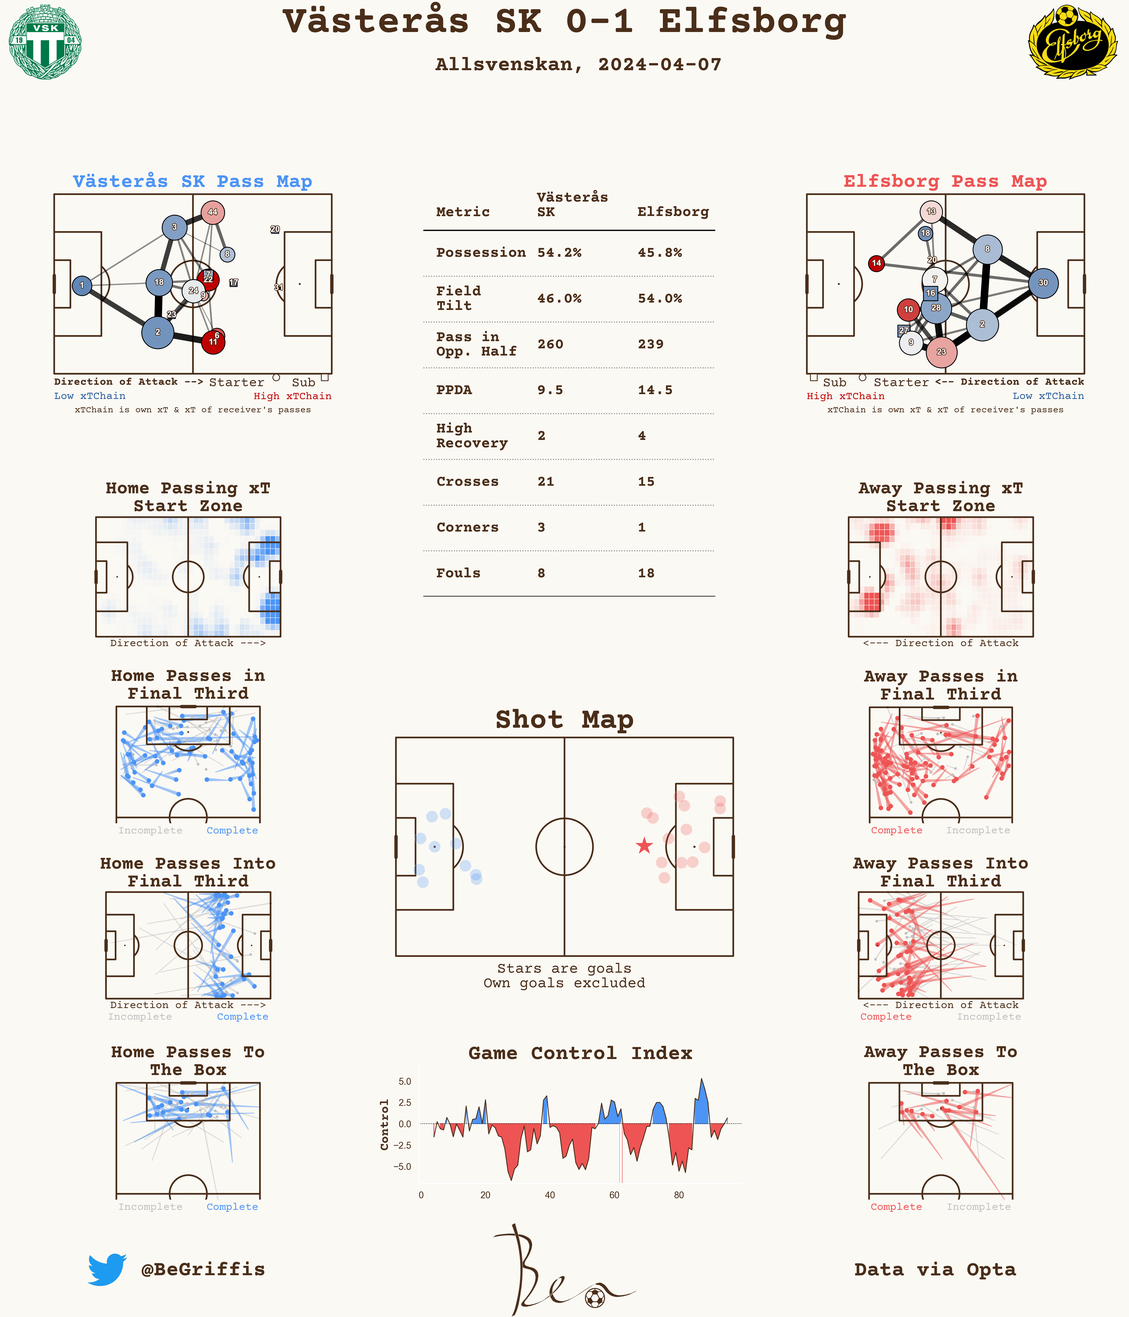 Västerås SK 0-1 Elfsborg
Allsvenskan, 2024-04-07
VSK
19 04
Elfsborg
Västerås SK Pass Map
44
3
8
20
1
18
22
17
24
9
31
23
2
6
11
Direction of Attack --> Starter Sub
Low xTChain High xTChain
xTChain is own xT & xT of receiver's passes
Metric Västerås SK Elfsborg
Possession 54.2% 45.8%
Field Tilt 46.0% 54.0%
Pass in Opp. Half 260 239
PPDA 9.5 14.5
High Recovery 2 4
Crosses 21 15
Corners 3 1
Fouls 8 18
Elfsborg Pass Map
13
18
8
14
20
7
30
16
10
28
2
27
9
23
Sub Starter <-- Direction of Attack
High xTChain Low xTChain
xTChain is own xT & xT of receiver's passes
Home Passing xT
Start Zone
Direction of Attack --->
Away Passing xT
Start Zone
<--- Direction of Attack
Home Passes in
Final Third
Incomplete Complete
Away Passes in
Final Third
Complete Incomplete
Shot Map
Stars are goals
Own goals excluded
Home Passes Into
Final Third
Direction of Attack --->
Incomplete Complete
Away Passes Into
Final Third
<--- Direction of Attack
Complete Incomplete
Home Passes To
The Box
Incomplete Complete
Game Control Index
Control
5.0
2.5
0.0
−2.5
−5.0
0 20 40 60 80
Away Passes To
The Box
Complete Incomplete
@BeGriffis
Ben
Data via Opta